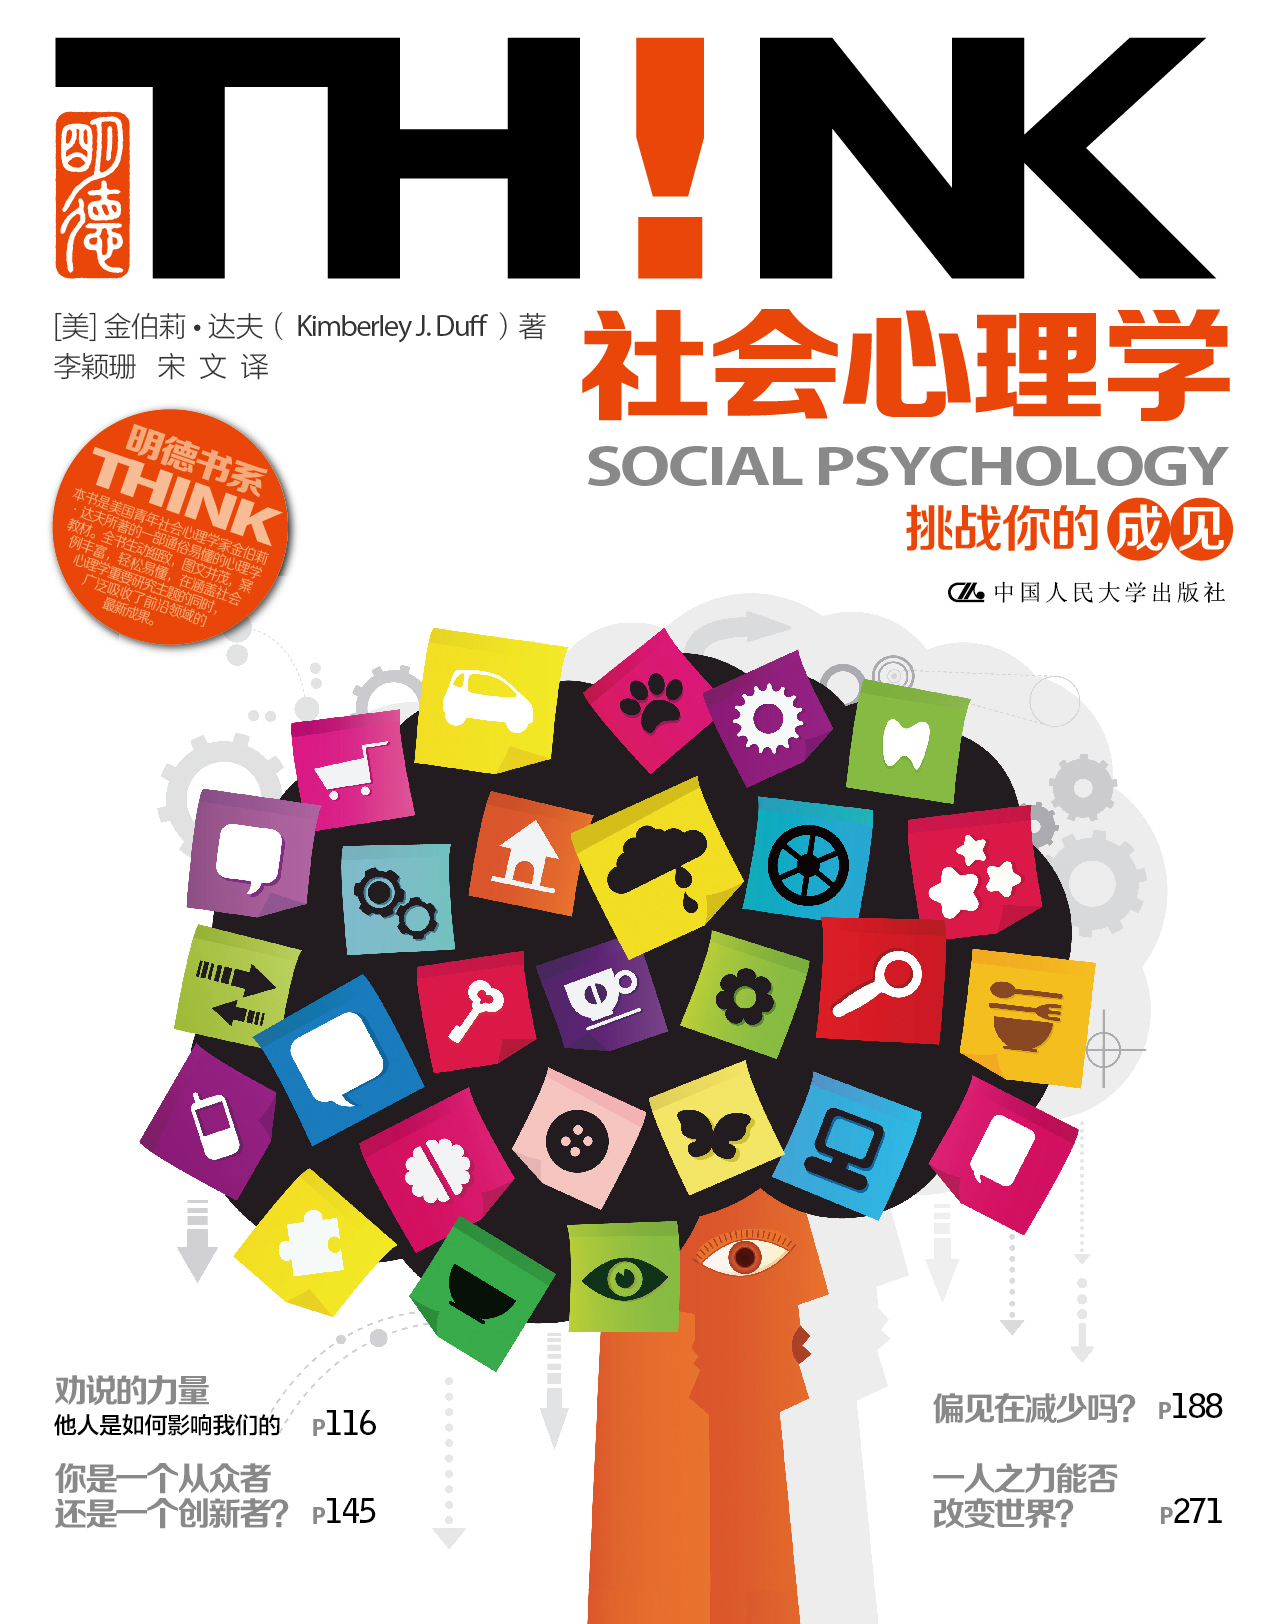 TH!NK
明德
[美] 金伯莉·达夫（ Kimberley J. Duff ）著
李颖珊 宋 文 译
社会心理学
SOCIAL PSYCHOLOGY
挑战你的成见
中国人民大学出版社
明德书系
THINK
本书是美国青年社会心理学家金伯莉
·达夫所著的一部通俗易懂的心理学
教材。全书生动细致，图文并茂，案
例丰富，轻松易懂，在涵盖社会
心理学重要研究主题的同时，
广泛吸收了前沿领域的
最新成果。
劝说的力量
他人是如何影响我们的 P116
你是一个从众者
还是一个创新者？ P145
偏见在减少吗？ P188
一人之力能否
改变世界？ P271